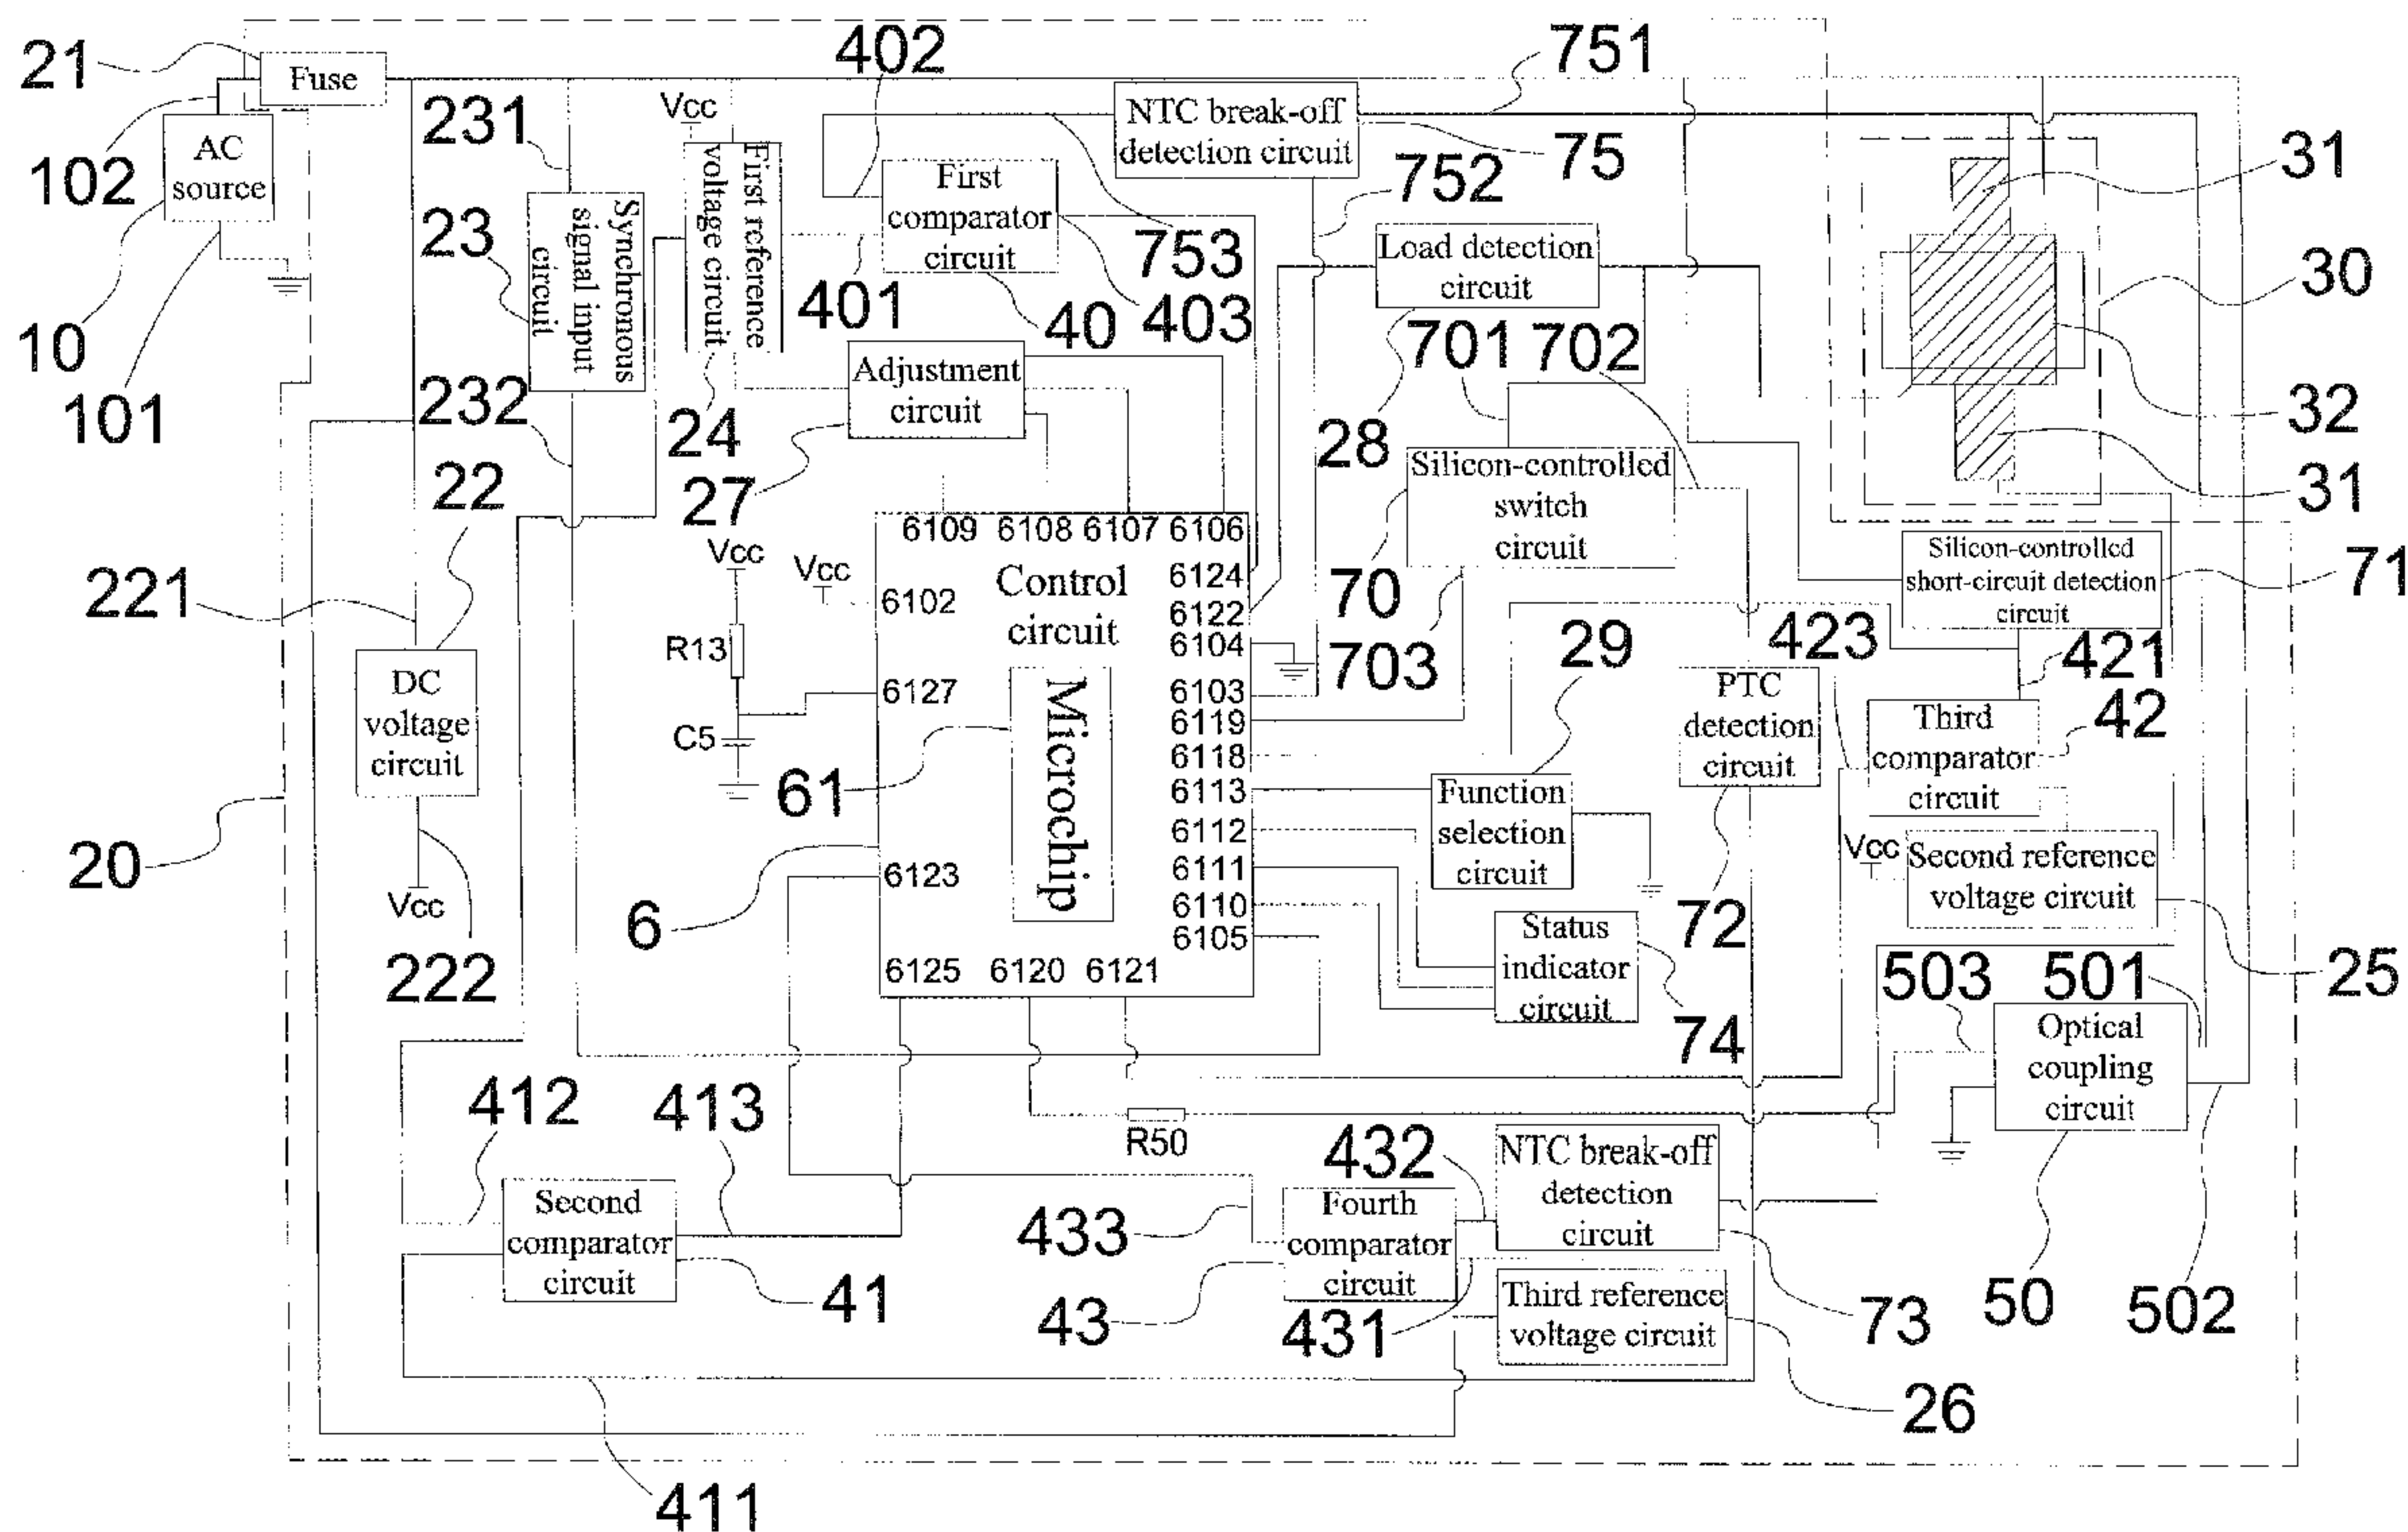 21
Fuse
102
AC
source
10
101
402
231
Vcc
23
Synchronous
signal input
circuit
First reference
voltage circuit
First
comparator
circuit
401
40
403
NTC break-off
detection circuit
751
75
752
753
Load detection
circuit
28
31
30
32
31
232
24
Adjustment
circuit
27
701
702
Silicon-controlled
switch
circuit
70
703
Silicon-controlled
short-circuit detection
circuit
71
22
221
DC
voltage
circuit
Vcc
222
20
Vcc
R13
C5
Vcc
6109
6108
6107
6106
6102
Control
circuit
6124
6122
6104
6127
6103
6119
6118
6113
6112
6111
6110
6105
6123
6125
6120
6121
Microchip
61
6
29
Function
selection
circuit
Status
indicator
circuit
74
PTC
detection
circuit
72
423
421
Third
comparator
circuit
42
Vcc
Second reference
voltage circuit
25
503
501
Optical
coupling
circuit
50
502
412
413
Second
comparator
circuit
41
411
R50
432
433
Fourth
comparator
circuit
43
431
NTC break-off
detection
circuit
73
Third reference
voltage circuit
26